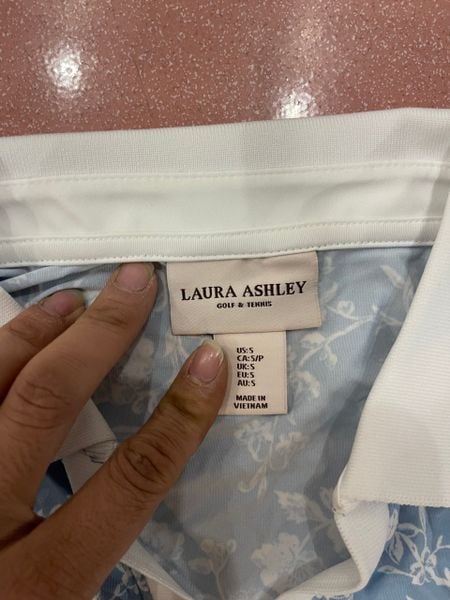 LAURA ASHLEY
GOLF & TENNIS
US:S
CA:S/P
UK:S
EU:S
AU:S
MADE IN
VIETNAM